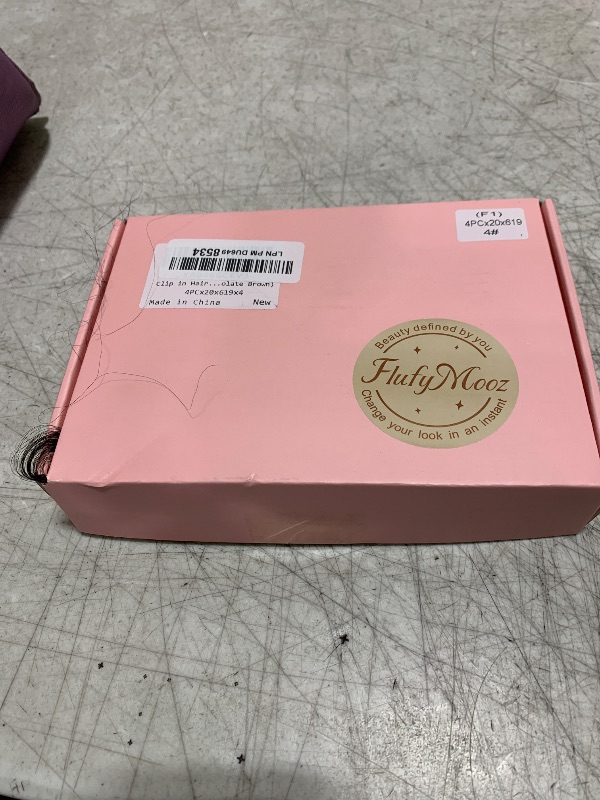 (F1)
4PCx20x619
4#
LPN PM DU649 8534
Clip in Hair...olate Brown)
4PCx20x619x4
Made in China New
Beauty defined by you
FlufyMooz
Change your look in an instant